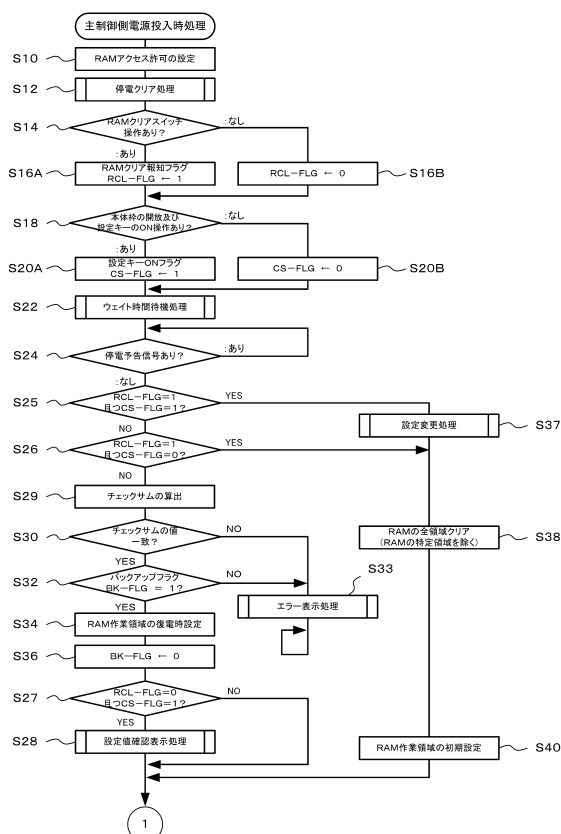 主制御側電源投入時処理
S10
RAMアクセス許可の設定
S12
停電クリア処理
S14
RAMクリアスイッチ
操作あり?
:なし
:あり
S16A
RAMクリア報知フラグ
RCL-FLG ← 1
RCL-FLG ← 0
S16B
S18
本体枠の開放及び
設定キーのON操作あり?
:なし
:あり
S20A
設定キーONフラグ
CS-FLG ← 1
CS-FLG ← 0
S20B
S22
ウェイト時間待機処理
S24
停電予告信号あり?
:あり
:なし
S25
RCL-FLG=1
且つCS-FLG=1?
YES
NO
設定変更処理
S37
S26
RCL-FLG=1
且つCS-FLG=0?
YES
NO
S29
チェックサムの算出
S30
チェックサムの値
一致?
NO
YES
RAMの全領域クリア
(RAMの特定領域を除く)
S38
S32
バックアップフラグ
BK-FLG = 1?
NO
YES
S33
エラー表示処理
S34
RAM作業領域の復電時設定
S36
BK-FLG ← 0
S27
RCL-FLG=0
且つCS-FLG=1?
NO
YES
S28
設定値確認表示処理
RAM作業領域の初期設定
S40
1